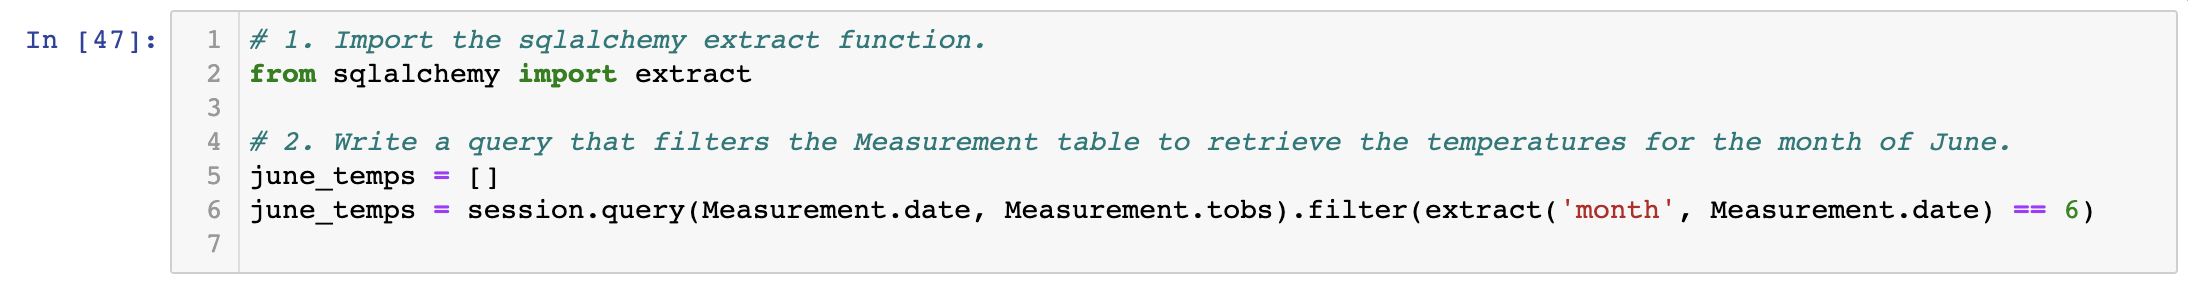 In [47]:
1 # 1. Import the sqlalchemy extract function.
2 from sqlalchemy import extract
3
4 # 2. Write a query that filters the Measurement table to retrieve the temperatures for the month of June.
5 june_temps = []
6 june_temps = session.query(Measurement.date, Measurement.tobs).filter(extract('month', Measurement.date) == 6)
7